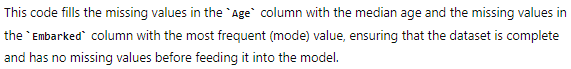 This code fills the missing values in the `Age` column with the median age and the missing values in
the `Embarked` column with the most frequent (mode) value, ensuring that the dataset is complete
and has no missing values before feeding it into the model.